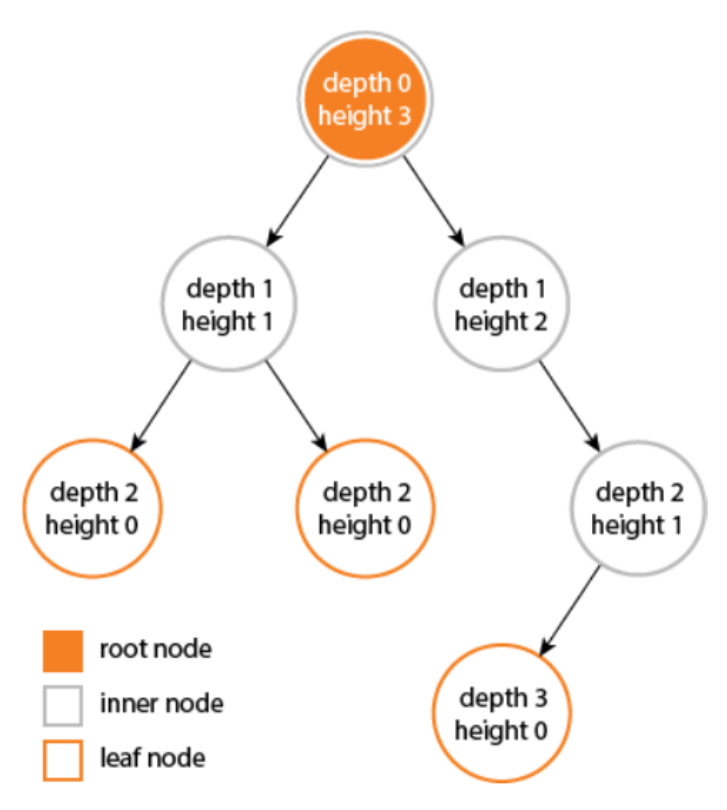 depth 0
height 3
depth 1
height 1
depth 1
height 2
depth 2
height 0
depth 2
height 0
depth 2
height 1
depth 3
height 0
root node
inner node
leaf node